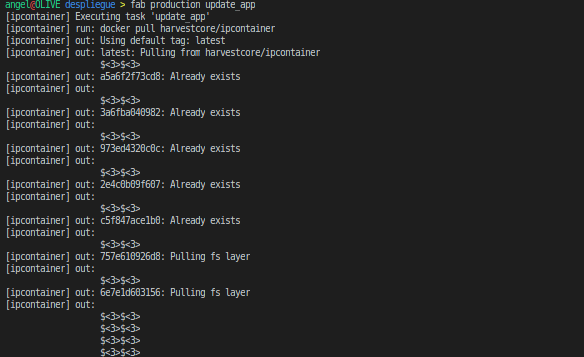 angel@OLIVE despliegue > fab production update_app
[ipcontainer] Executing task 'update_app'
[ipcontainer] run: docker pull harvestcore/ipcontainer
[ipcontainer] out: Using default tag: latest
[ipcontainer] out: latest: Pulling from harvestcore/ipcontainer
$<3>$<3>
[ipcontainer] out: a5a6f2f73cd8: Already exists
[ipcontainer] out:
$<3>$<3>
[ipcontainer] out: 3a6fba040982: Already exists
[ipcontainer] out:
$<3>$<3>
[ipcontainer] out: 973ed4320c0c: Already exists
[ipcontainer] out:
$<3>$<3>
[ipcontainer] out: 2e4c0b09f607: Already exists
[ipcontainer] out:
$<3>$<3>
[ipcontainer] out: c5f847ace1b0: Already exists
[ipcontainer] out:
$<3>$<3>
[ipcontainer] out: 757e610926d8: Pulling fs layer
[ipcontainer] out:
$<3>$<3>
[ipcontainer] out: 6e7e1d603156: Pulling fs layer
[ipcontainer] out:
$<3>$<3>
$<3>$<3>
$<3>$<3>
$<3>$<3>